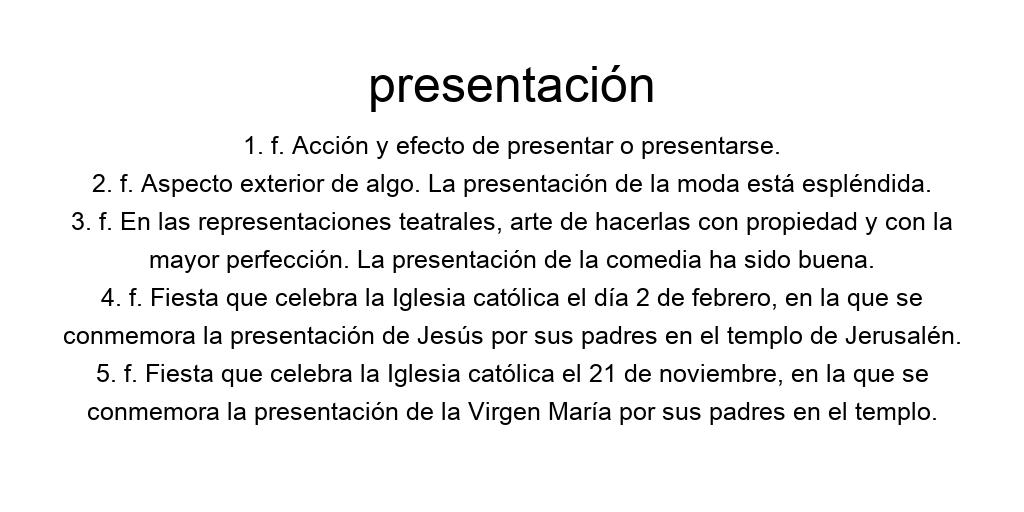 presentación
1. f. Acción y efecto de presentar o presentarse.
2. f. Aspecto exterior de algo. La presentación de la moda está espléndida.
3. f. En las representaciones teatrales, arte de hacerlas con propiedad y con la
mayor perfección. La presentación de la comedia ha sido buena.
4. f. Fiesta que celebra la Iglesia católica el día 2 de febrero, en la que se
conmemora la presentación de Jesús por sus padres en el templo de Jerusalén.
5. f. Fiesta que celebra la Iglesia católica el 21 de noviembre, en la que se
conmemora la presentación de la Virgen María por sus padres en el templo.